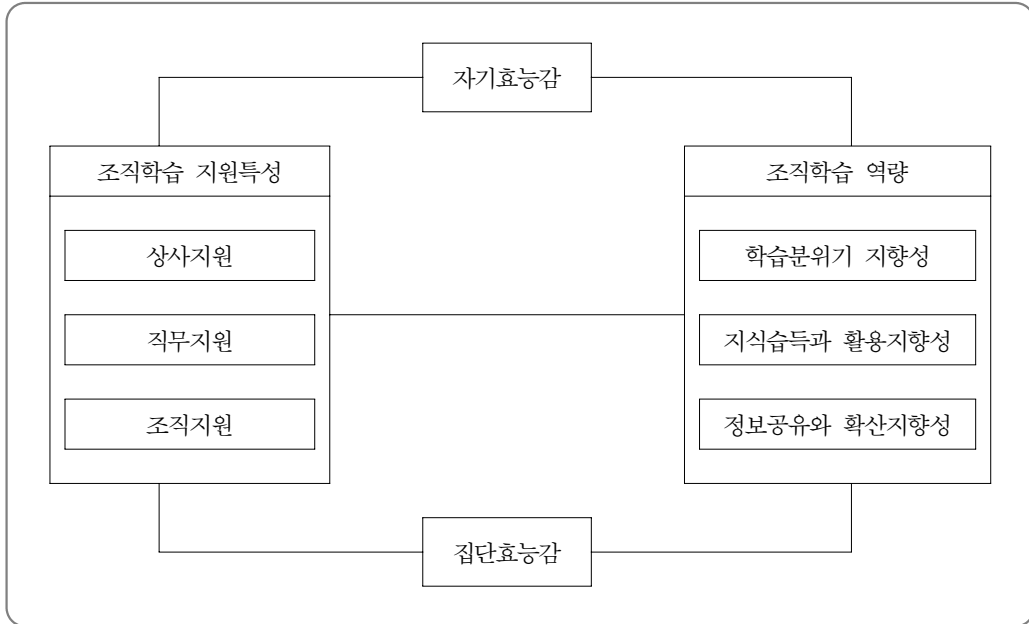 자기효능감
조직학습 지원특성
상사지원
직무지원
조직지원
조직학습 역량
학습분위기 지향성
지식습득과 활용지향성
정보공유와 확산지향성
집단효능감